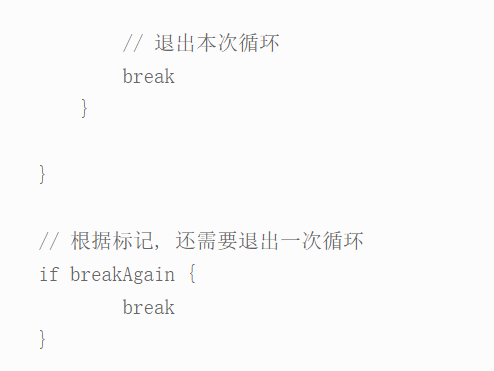 // 退出本次循环
break
}
}
// 根据标记, 还需要退出一次循环
if breakAgain {
break
}